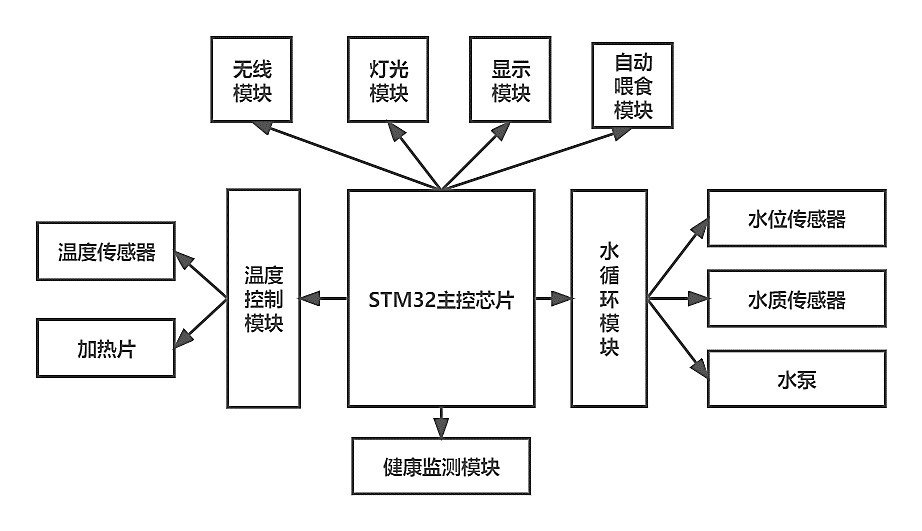 无线
模块
灯光
模块
显示
模块
自动
喂食
模块
温度传感器
加热片
温度
控制
模块
STM32主控芯片
水
循
环
模
块
水位传感器
水质传感器
水泵
健康监测模块